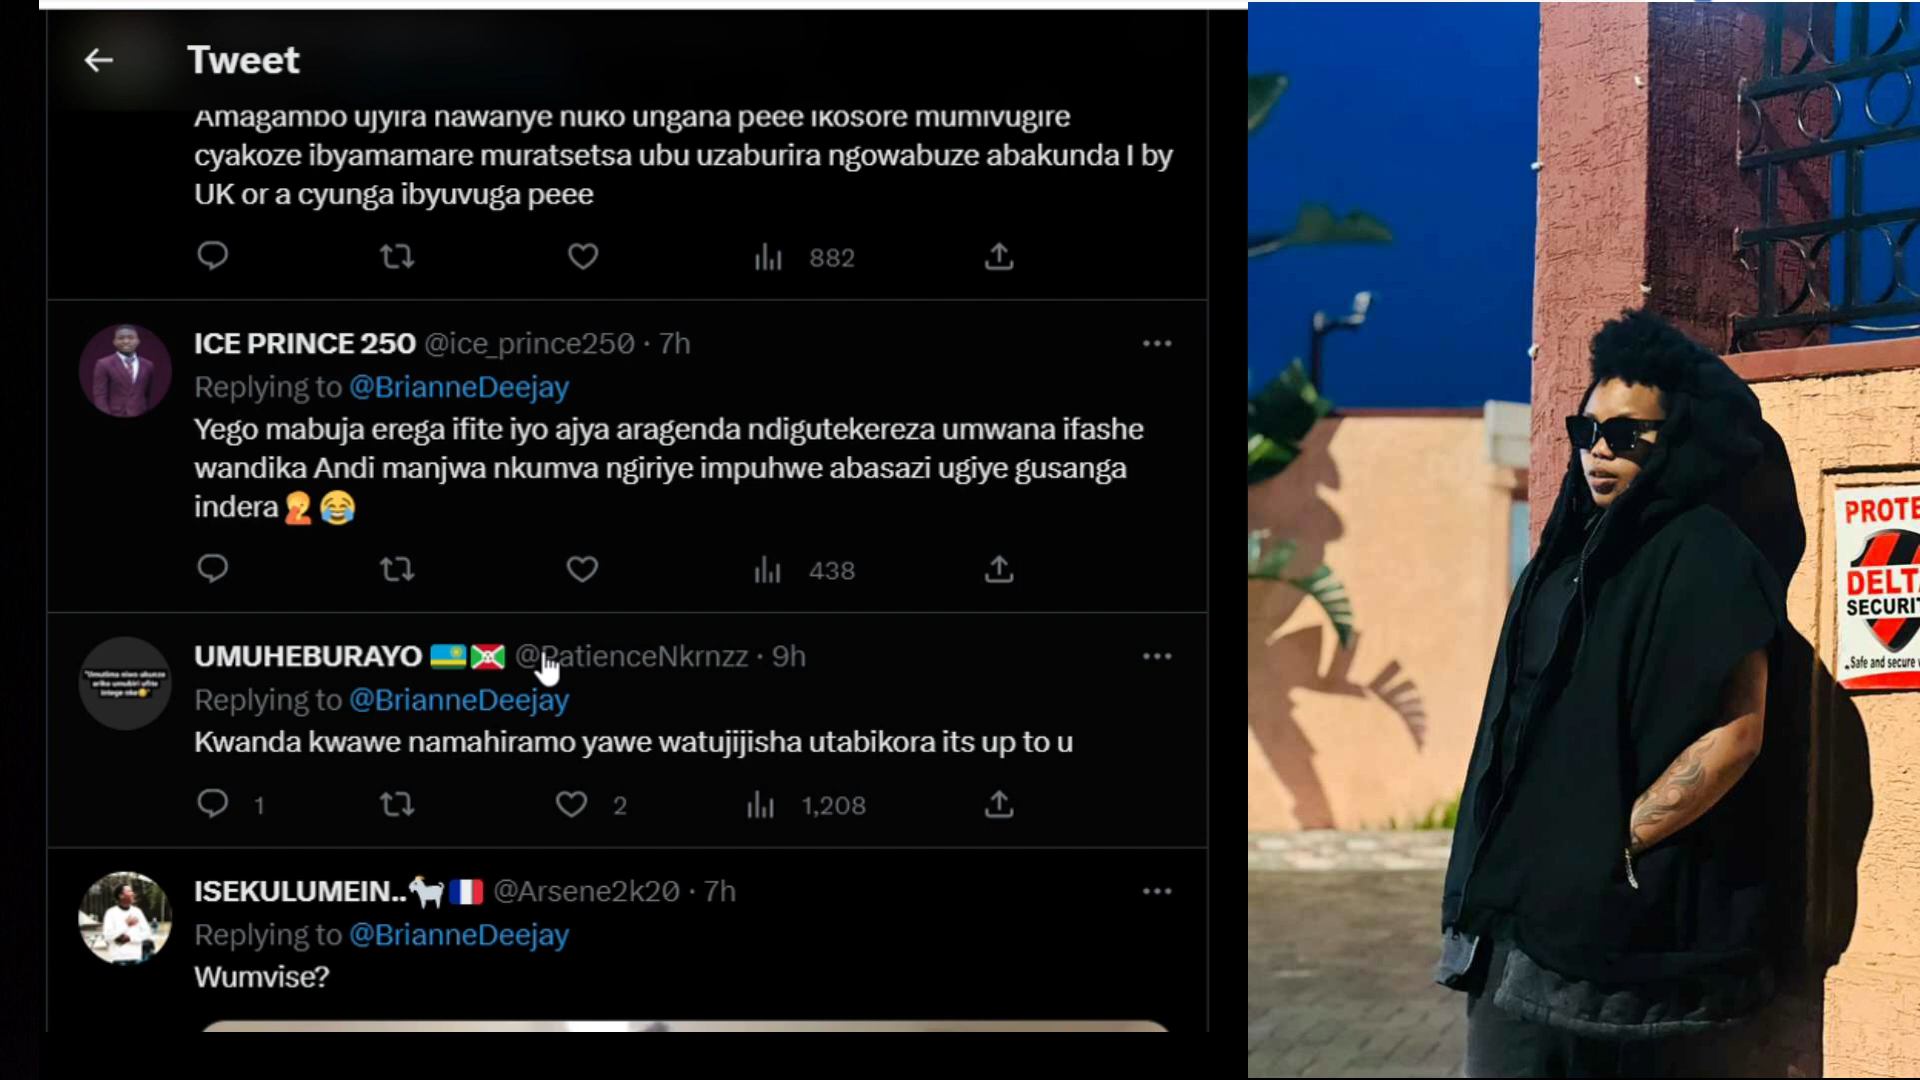 Tweet
Amagambo ujyira nawanye nuko ungana peee ikosore mumivugire
cyakoze ibyamamare muratsetsa ubu uzaburira ngowabuze abakunda I by
UK or a cyunga ibyuvuga peee
882
ICE PRINCE 250 @ice_prince250 · 7h
Replying to @BrianneDeejay
Yego mabuja erega ifite iyo ajya aragenda ndigutekereza umwana ifashe
wandika Andi manjwa nkumva ngiriye impuhwe abasazi ugiye gusanga
indera 🤦😂
438
UMUHEBURAYO 🇷🇼🇧🇮 @PatienceNkrnzz · 9h
Replying to @BrianneDeejay
Kwanda kwawe namahiramo yawe watujijisha utabikora its up to u
1 2 1,208
ISEKULUMEIN..🐐🇫🇷 @Arsene2k20 · 7h
Replying to @BrianneDeejay
Wumvise?
PROTE
DELT
SECURIT
Safe and secure